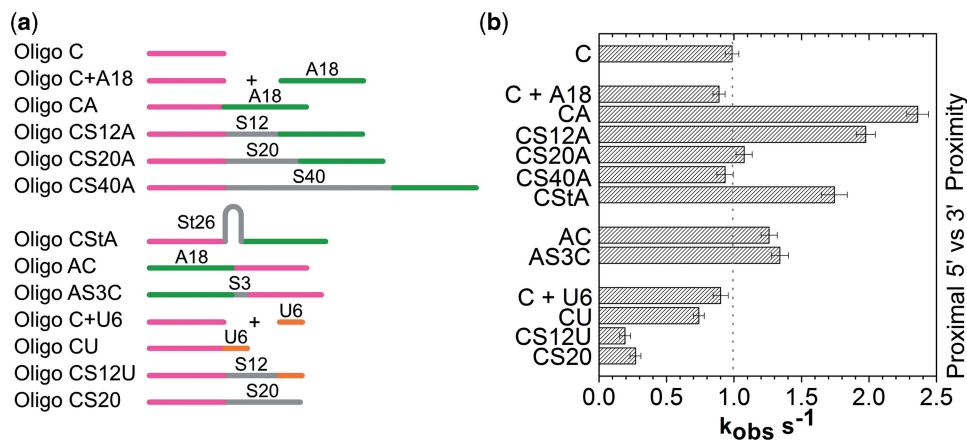 (a)
Oligo C
Oligo C+A18 + A18
Oligo CA A18
Oligo CS12A S12
Oligo CS20A S20
Oligo CS40A S40
St26
Oligo CStA
Oligo AC A18
Oligo AS3C S3
Oligo C+U6 + U6
Oligo CU U6
Oligo CS12U S12
Oligo CS20 S20
(b)
C
C + A18
CA
CS12A
CS20A
CS40A
CStA
AC
AS3C
C + U6
CU
CS12U
CS20
0.0 0.5 1.0 1.5 2.0 2.5
kobs s-1
Proximal 5' vs 3' Proximity